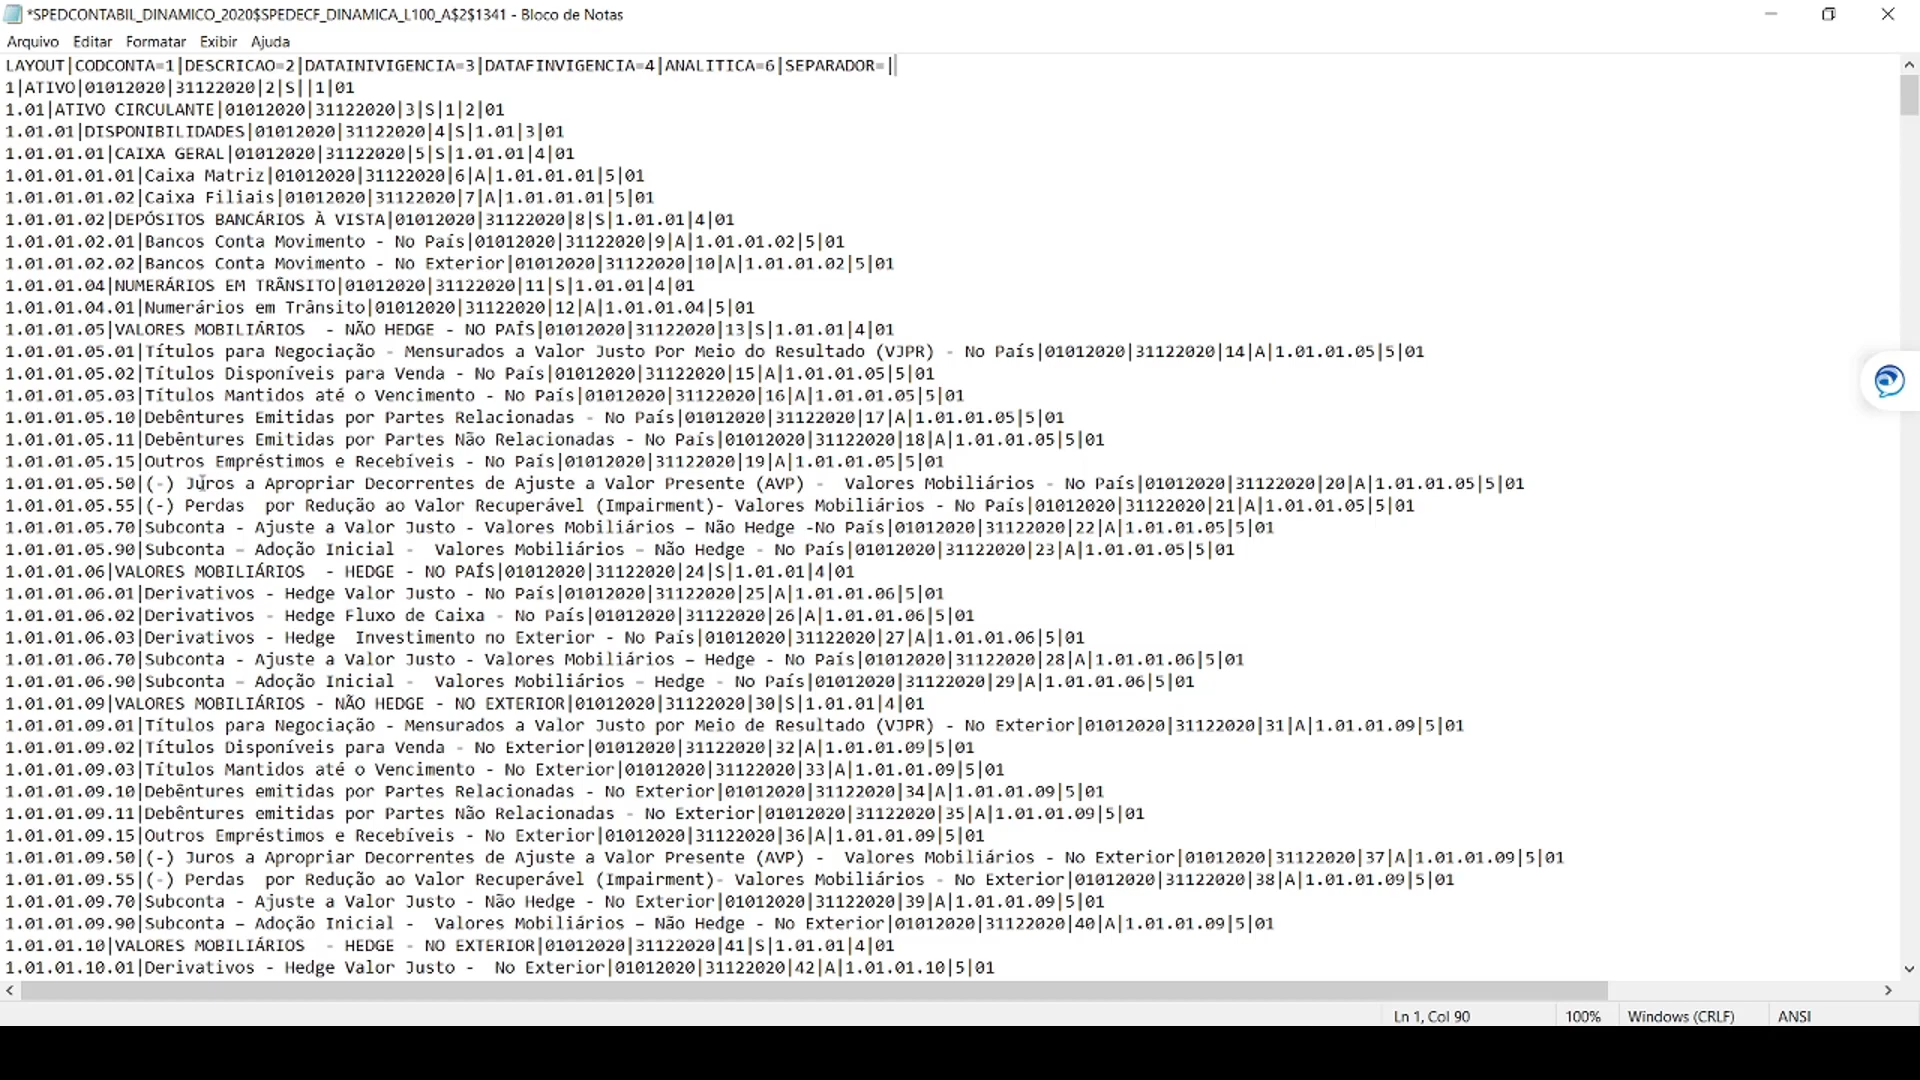 *SPEDCONTABIL_DINAMICO_2020$SPEDECF_DINAMICA_L100_A$2$1341 - Bloco de Notas
Arquivo Editar Formatar Exibir Ajuda
LAYOUT|CODCONTA=1|DESCRICAO=2|DATAINIVIGENCIA=3|DATAFINVIGENCIA=4|ANALITICA=6|SEPARADOR=|
1|ATIVO|01012020|31122020|2|S||1|01
1.01|ATIVO CIRCULANTE|01012020|31122020|3|S|1|2|01
1.01.01|DISPONIBILIDADES|01012020|31122020|4|S|1.01|3|01
1.01.01.01|CAIXA GERAL|01012020|31122020|5|S|1.01.01|4|01
1.01.01.01.01|Caixa Matriz|01012020|31122020|6|A|1.01.01.01|5|01
1.01.01.01.02|Caixa Filiais|01012020|31122020|7|A|1.01.01.01|5|01
1.01.01.02|DEPÓSITOS BANCÁRIOS À VISTA|01012020|31122020|8|S|1.01.01|4|01
1.01.01.02.01|Bancos Conta Movimento - No País|01012020|31122020|9|A|1.01.01.02|5|01
1.01.01.02.02|Bancos Conta Movimento - No Exterior|01012020|31122020|10|A|1.01.01.02|5|01
1.01.01.04|NUMERÁRIOS EM TRÂNSITO|01012020|31122020|11|S|1.01.01|4|01
1.01.01.04.01|Numerários em Trânsito|01012020|31122020|12|A|1.01.01.04|5|01
1.01.01.05|VALORES MOBILIÁRIOS  - NÃO HEDGE - NO PAÍS|01012020|31122020|13|S|1.01.01|4|01
1.01.01.05.01|Títulos para Negociação - Mensurados a Valor Justo Por Meio do Resultado (VJPR) - No País|01012020|31122020|14|A|1.01.01.05|5|01
1.01.01.05.02|Títulos Disponíveis para Venda - No País|01012020|31122020|15|A|1.01.01.05|5|01
1.01.01.05.03|Títulos Mantidos até o Vencimento - No País|01012020|31122020|16|A|1.01.01.05|5|01
1.01.01.05.10|Debêntures Emitidas por Partes Relacionadas - No País|01012020|31122020|17|A|1.01.01.05|5|01
1.01.01.05.11|Debêntures Emitidas por Partes Não Relacionadas - No País|01012020|31122020|18|A|1.01.01.05|5|01
1.01.01.05.15|Outros Empréstimos e Recebíveis - No País|01012020|31122020|19|A|1.01.01.05|5|01
1.01.01.05.50|(-) Juros a Apropriar Decorrentes de Ajuste a Valor Presente (AVP) -  Valores Mobiliários - No País|01012020|31122020|20|A|1.01.01.05|5|01
1.01.01.05.55|(-) Perdas  por Redução ao Valor Recuperável (Impairment)- Valores Mobiliários - No País|01012020|31122020|21|A|1.01.01.05|5|01
1.01.01.05.70|Subconta - Ajuste a Valor Justo - Valores Mobiliários – Não Hedge -No País|01012020|31122020|22|A|1.01.01.05|5|01
1.01.01.05.90|Subconta – Adoção Inicial -  Valores Mobiliários – Não Hedge - No País|01012020|31122020|23|A|1.01.01.05|5|01
1.01.01.06|VALORES MOBILIÁRIOS  - HEDGE - NO PAÍS|01012020|31122020|24|S|1.01.01|4|01
1.01.01.06.01|Derivativos - Hedge Valor Justo - No País|01012020|31122020|25|A|1.01.01.06|5|01
1.01.01.06.02|Derivativos - Hedge Fluxo de Caixa - No País|01012020|31122020|26|A|1.01.01.06|5|01
1.01.01.06.03|Derivativos - Hedge  Investimento no Exterior - No País|01012020|31122020|27|A|1.01.01.06|5|01
1.01.01.06.70|Subconta - Ajuste a Valor Justo - Valores Mobiliários – Hedge - No País|01012020|31122020|28|A|1.01.01.06|5|01
1.01.01.06.90|Subconta – Adoção Inicial -  Valores Mobiliários – Hedge - No País|01012020|31122020|29|A|1.01.01.06|5|01
1.01.01.09|VALORES MOBILIÁRIOS - NÃO HEDGE - NO EXTERIOR|01012020|31122020|30|S|1.01.01|4|01
1.01.01.09.01|Títulos para Negociação - Mensurados a Valor Justo por Meio de Resultado (VJPR) - No Exterior|01012020|31122020|31|A|1.01.01.09|5|01
1.01.01.09.02|Títulos Disponíveis para Venda - No Exterior|01012020|31122020|32|A|1.01.01.09|5|01
1.01.01.09.03|Títulos Mantidos até o Vencimento - No Exterior|01012020|31122020|33|A|1.01.01.09|5|01
1.01.01.09.10|Debêntures emitidas por Partes Relacionadas - No Exterior|01012020|31122020|34|A|1.01.01.09|5|01
1.01.01.09.11|Debêntures emitidas por Partes Não Relacionadas - No Exterior|01012020|31122020|35|A|1.01.01.09|5|01
1.01.01.09.15|Outros Empréstimos e Recebíveis - No Exterior|01012020|31122020|36|A|1.01.01.09|5|01
1.01.01.09.50|(-) Juros a Apropriar Decorrentes de Ajuste a Valor Presente (AVP) -  Valores Mobiliários - No Exterior|01012020|31122020|37|A|1.01.01.09|5|01
1.01.01.09.55|(-) Perdas  por Redução ao Valor Recuperável (Impairment)- Valores Mobiliários - No Exterior|01012020|31122020|38|A|1.01.01.09|5|01
1.01.01.09.70|Subconta - Ajuste a Valor Justo - Não Hedge - No Exterior|01012020|31122020|39|A|1.01.01.09|5|01
1.01.01.09.90|Subconta – Adoção Inicial -  Valores Mobiliários – Não Hedge - No Exterior|01012020|31122020|40|A|1.01.01.09|5|01
1.01.01.10|VALORES MOBILIÁRIOS  - HEDGE - NO EXTERIOR|01012020|31122020|41|S|1.01.01|4|01
1.01.01.10.01|Derivativos - Hedge Valor Justo -  No Exterior|01012020|31122020|42|A|1.01.01.10|5|01
Ln 1, Col 90 100% Windows (CRLF) ANSI